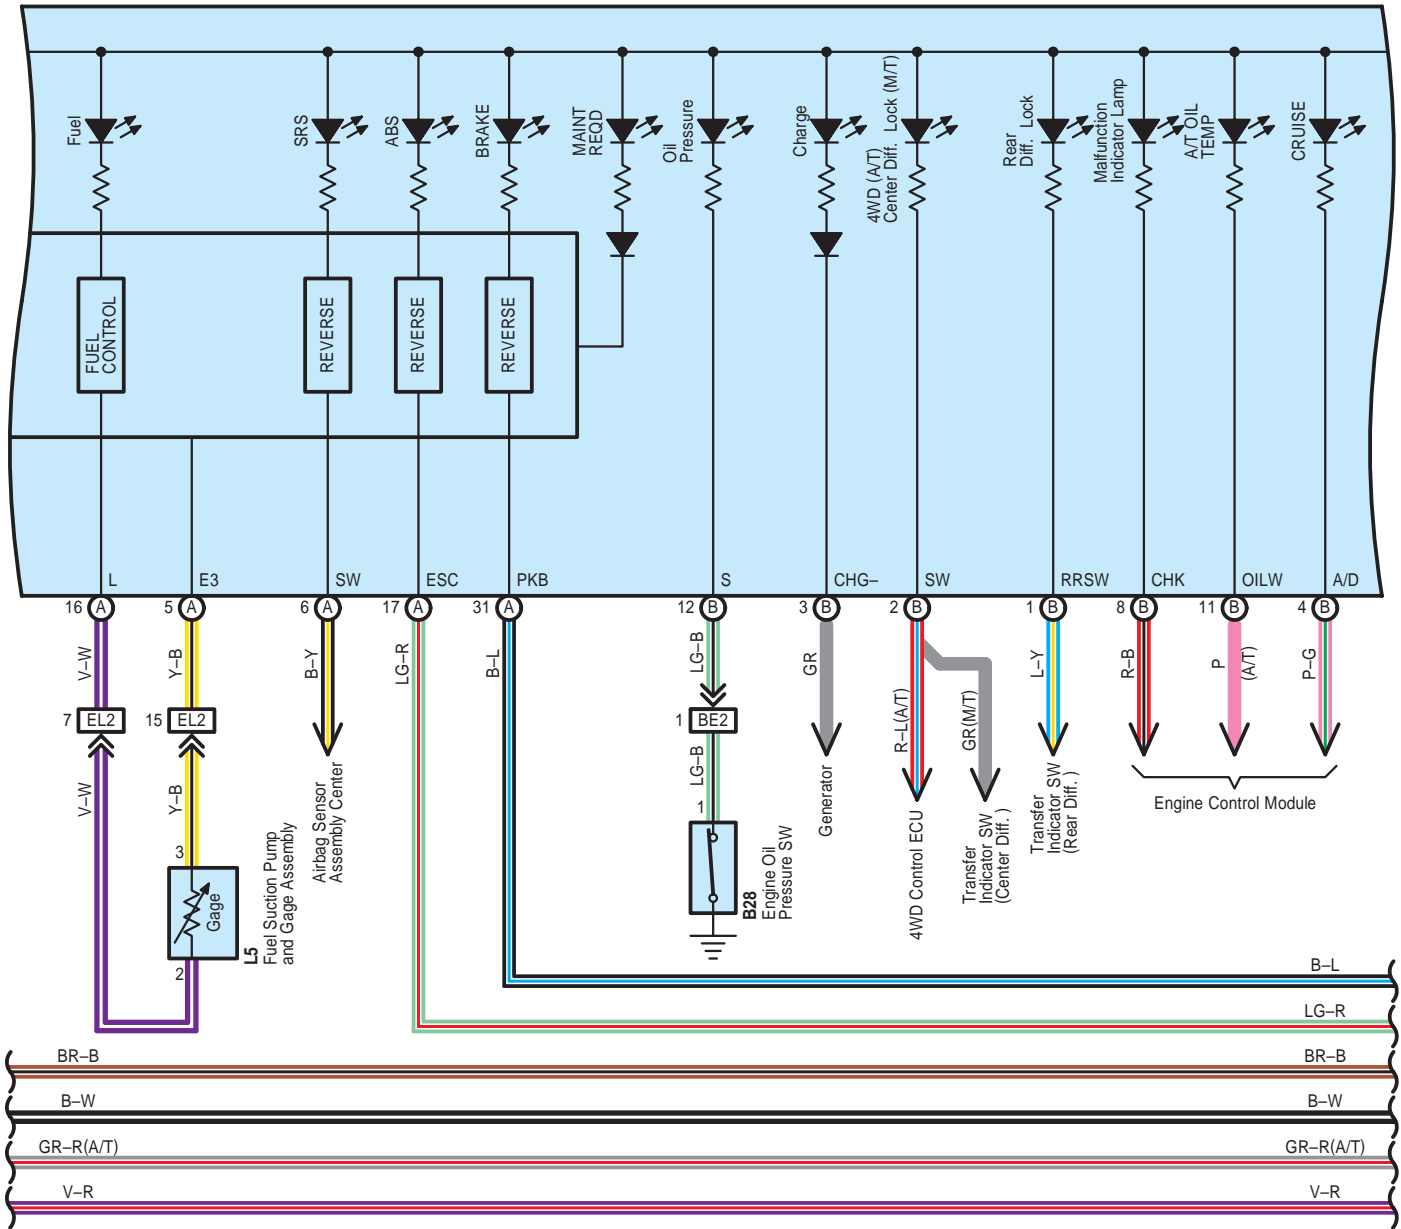 Fuel
SRS
ABS
BRAKE
MAINT
REQD
Oil
Pressure
Charge
4WD (A/T)
Center Diff. Lock (M/T)
Rear
Diff. Lock
Malfunction
Indicator Lamp
A/T OIL
TEMP
CRUISE
FUEL
CONTROL
REVERSE
REVERSE
REVERSE
L
E3
SW
ESC
PKB
S
CHG–
SW
RRSW
CHK
OILW
A/D
16 A
5 A
6 A
17 A
31 A
12 B
3 B
2 B
1 B
8 B
11 B
4 B
V–W
Y–B
B–Y
LG–R
B–L
LG–B
GR
R–L(A/T)
GR(M/T)
L–Y
R–B
P
(A/T)
P–G
7 EL2
15 EL2
1 BE2
V–W
Y–B
LG–B
Airbag Sensor
Assembly Center
Generator
4WD Control ECU
Transfer
Indicator SW
(Center Diff. )
Transfer
Indicator SW
(Rear Diff. )
Engine Control Module
3
Gage
2
L5
Fuel Suction Pump
and Gage Assembly
1
B28
Engine Oil
Pressure SW
B–L
LG–R
BR–B
BR–B
B–W
B–W
GR–R(A/T)
GR–R(A/T)
V–R
V–R